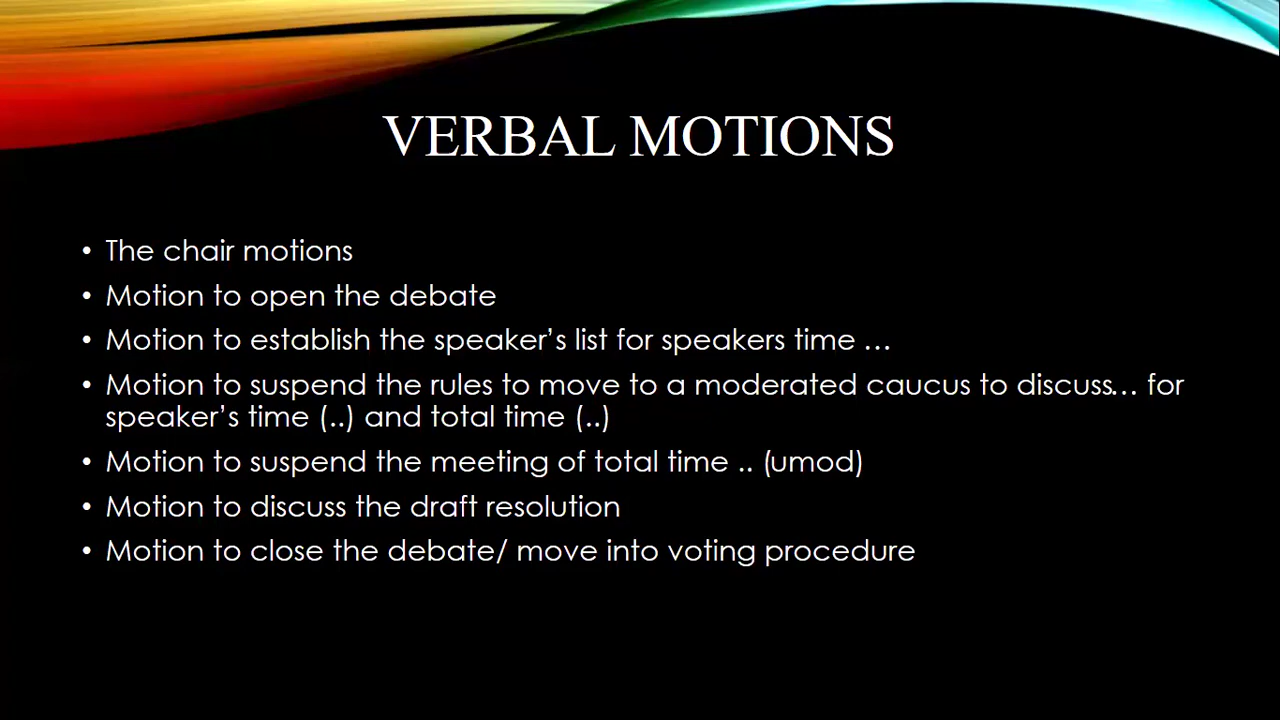 VERBAL MOTIONS
• The chair motions
• Motion to open the debate
• Motion to establish the speaker’s list for speakers time …
• Motion to suspend the rules to move to a moderated caucus to discuss… for
speaker’s time (..) and total time (..)
• Motion to suspend the meeting of total time .. (umod)
• Motion to discuss the draft resolution
• Motion to close the debate/ move into voting procedure